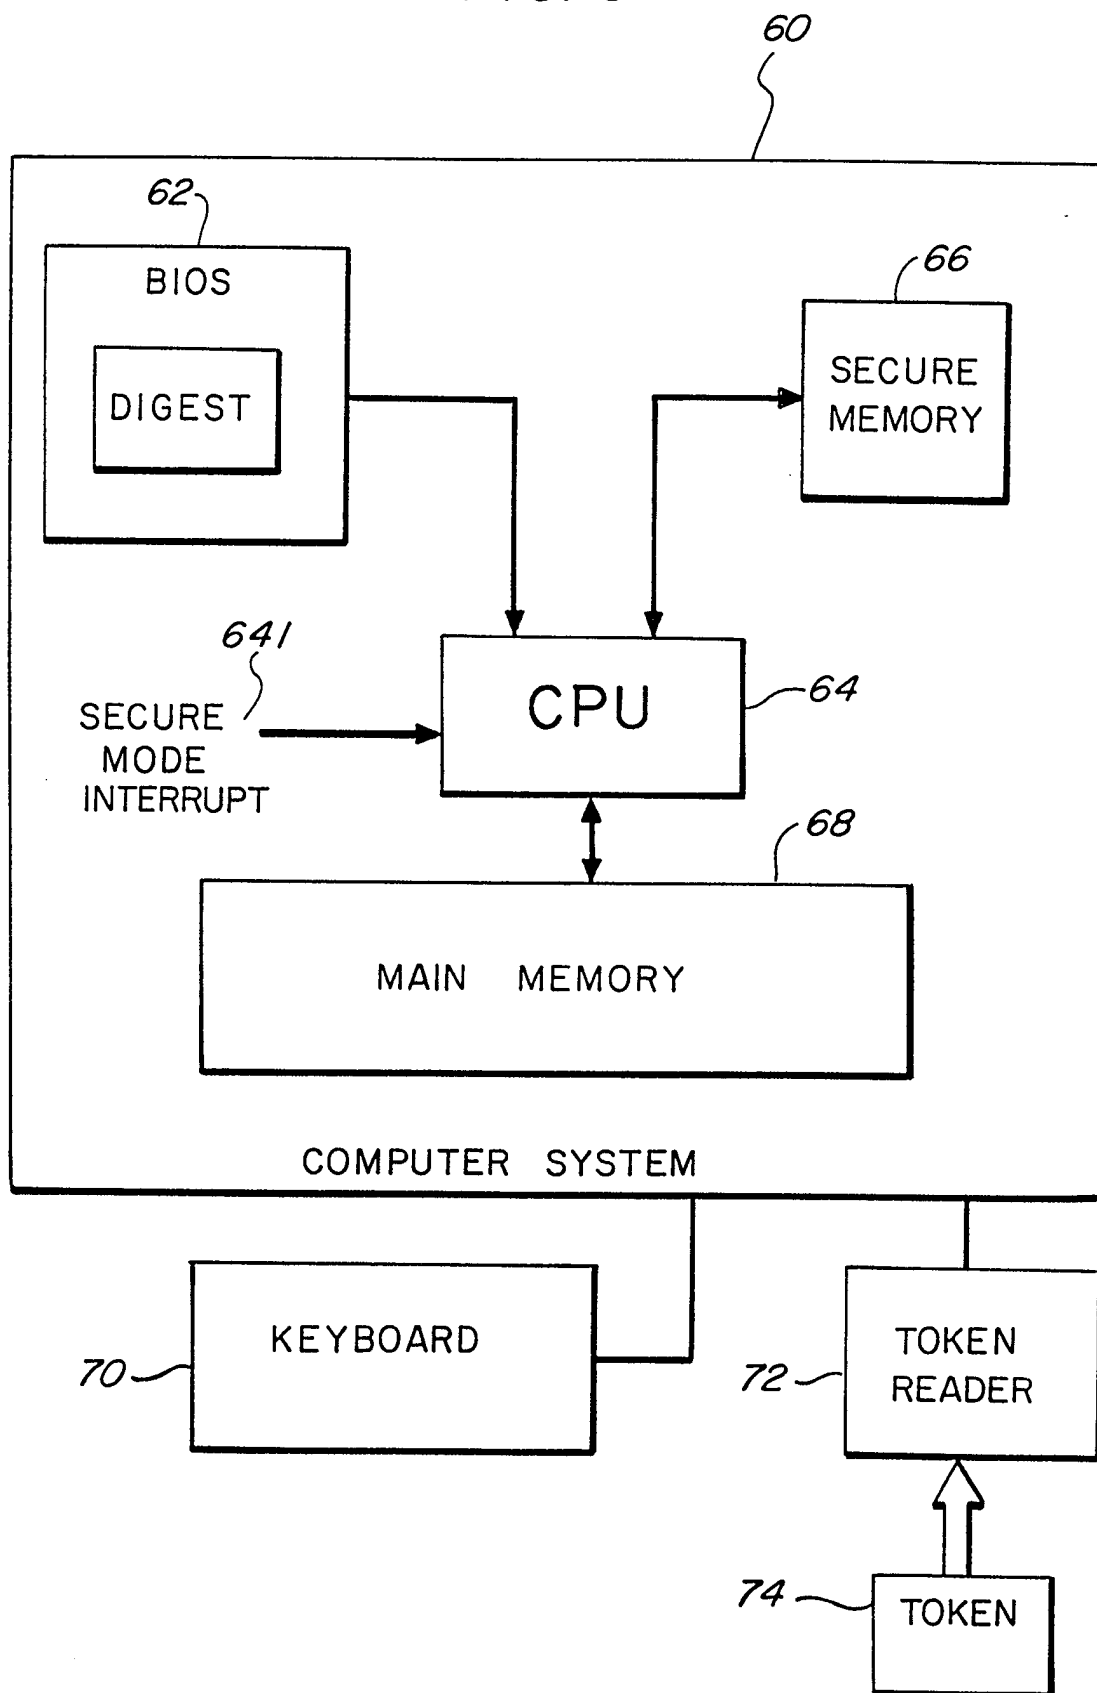 60
62
BIOS
66
DIGEST
SECURE
MEMORY
641
CPU
64
SECURE
MODE
INTERRUPT
68
MAIN MEMORY
COMPUTER SYSTEM
KEYBOARD
70
TOKEN
READER
72
TOKEN
74